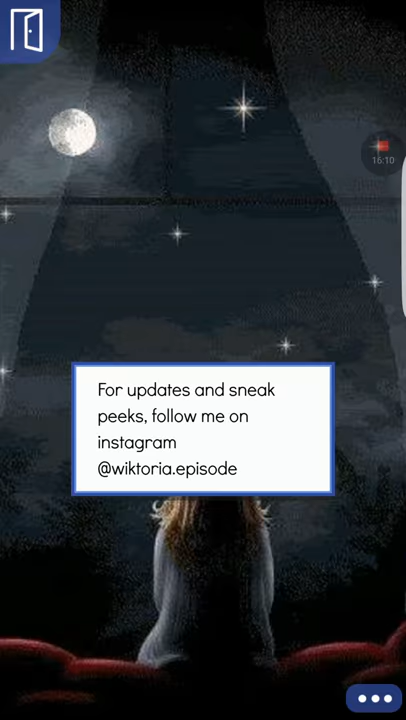 16:10
For updates and sneak
peeks, follow me on
instagram
@wiktoria.episode